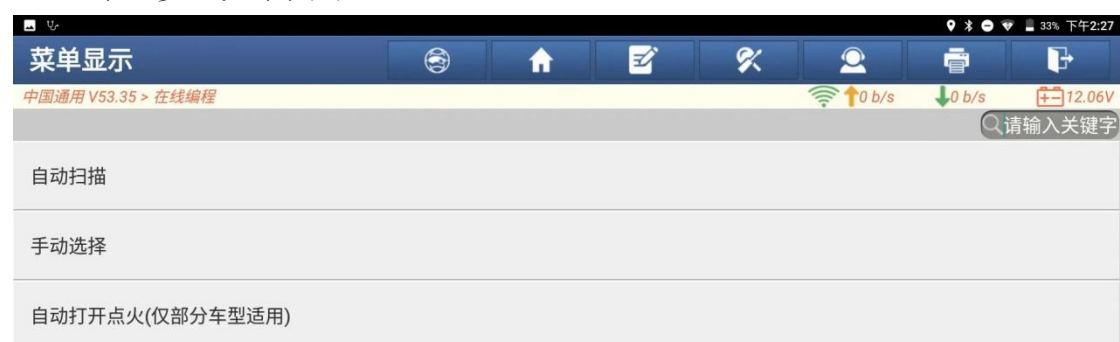 33% 下午2:27
菜单显示
中国通用 V53.35 > 在线编程
0 b/s
0 b/s
12.06V
请输入关键字
自动扫描
手动选择
自动打开点火(仅部分车型适用)